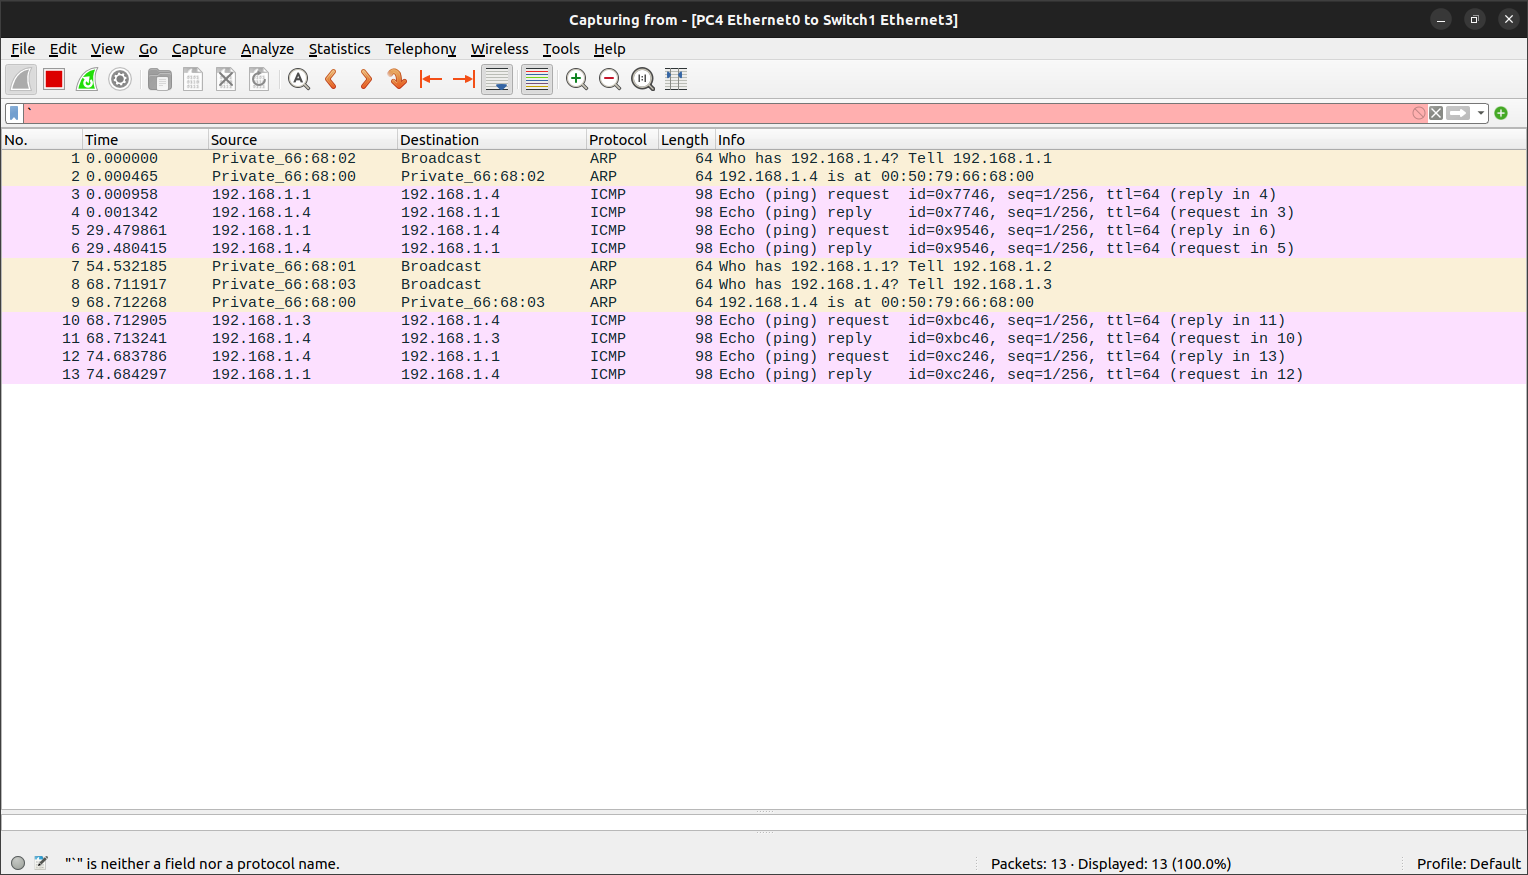 Capturing from - [PC4 Ethernet0 to Switch1 Ethernet3]
File Edit View Go Capture Analyze Statistics Telephony Wireless Tools Help
`
No. Time Source Destination Protocol Length Info
1 0.000000 Private_66:68:02 Broadcast ARP 64 Who has 192.168.1.4? Tell 192.168.1.1
2 0.000465 Private_66:68:00 Private_66:68:02 ARP 64 192.168.1.4 is at 00:50:79:66:68:00
3 0.000958 192.168.1.1 192.168.1.4 ICMP 98 Echo (ping) request id=0x7746, seq=1/256, ttl=64 (reply in 4)
4 0.001342 192.168.1.4 192.168.1.1 ICMP 98 Echo (ping) reply id=0x7746, seq=1/256, ttl=64 (request in 3)
5 29.479861 192.168.1.1 192.168.1.4 ICMP 98 Echo (ping) request id=0x9546, seq=1/256, ttl=64 (reply in 6)
6 29.480415 192.168.1.4 192.168.1.1 ICMP 98 Echo (ping) reply id=0x9546, seq=1/256, ttl=64 (request in 5)
7 54.532185 Private_66:68:01 Broadcast ARP 64 Who has 192.168.1.1? Tell 192.168.1.2
8 68.711917 Private_66:68:03 Broadcast ARP 64 Who has 192.168.1.4? Tell 192.168.1.3
9 68.712268 Private_66:68:00 Private_66:68:03 ARP 64 192.168.1.4 is at 00:50:79:66:68:00
10 68.712905 192.168.1.3 192.168.1.4 ICMP 98 Echo (ping) request id=0xbc46, seq=1/256, ttl=64 (reply in 11)
11 68.713241 192.168.1.4 192.168.1.3 ICMP 98 Echo (ping) reply id=0xbc46, seq=1/256, ttl=64 (request in 10)
12 74.683786 192.168.1.4 192.168.1.1 ICMP 98 Echo (ping) request id=0xc246, seq=1/256, ttl=64 (reply in 13)
13 74.684297 192.168.1.1 192.168.1.4 ICMP 98 Echo (ping) reply id=0xc246, seq=1/256, ttl=64 (request in 12)
"`" is neither a field nor a protocol name. Packets: 13 · Displayed: 13 (100.0%) Profile: Default